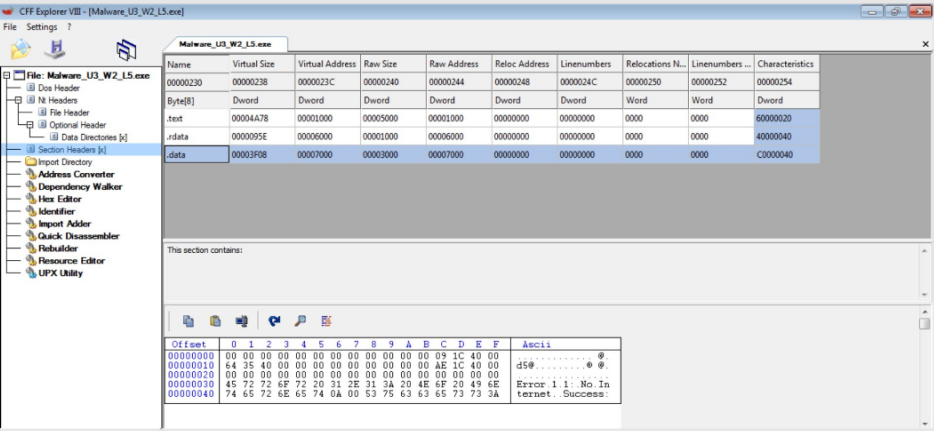 CFF Explorer VIII - [Malware_U3_W2_L5.exe]
File Settings ?
Malware_U3_W2_L5.exe
x
File: Malware_U3_W2_L5.exe
Dos Header
Nt Headers
File Header
Optional Header
Data Directories [x]
Section Headers [x]
Import Directory
Address Converter
Dependency Walker
Hex Editor
Identifier
Import Adder
Quick Disassembler
Rebuilder
Resource Editor
UPX Utility
Name Virtual Size Virtual Address Raw Size Raw Address Reloc Address Linenumbers Relocations N... Linenumbers ... Characteristics
00000230 00000238 0000023C 00000240 00000244 00000248 0000024C 00000250 00000252 00000254
Byte[8] Dword Dword Dword Dword Dword Dword Word Word Dword
.text 00004A78 00001000 00005000 00001000 00000000 00000000 0000 0000 60000020
.rdata 0000095E 00006000 00001000 00006000 00000000 00000000 0000 0000 40000040
.data 00003F08 00007000 00003000 00007000 00000000 00000000 0000 0000 C0000040
This section contains:
Offset 0 1 2 3 4 5 6 7 8 9 A B C D E F Ascii
00000000 00 00 00 00 00 00 00 00 00 00 00 00 09 1C 40 00 ..............@.
00000010 64 35 40 00 00 00 00 00 00 00 00 00 AE 1C 40 00 d5@.........®.@.
00000020 00 00 00 00 00 00 00 00 00 00 00 00 00 00 00 00 ................
00000030 45 72 72 6F 72 20 31 2E 31 3A 20 4E 6F 20 49 6E Error.1.1:.No.In
00000040 74 65 72 6E 65 74 0A 00 53 75 63 63 65 73 73 3A ternet..Success: